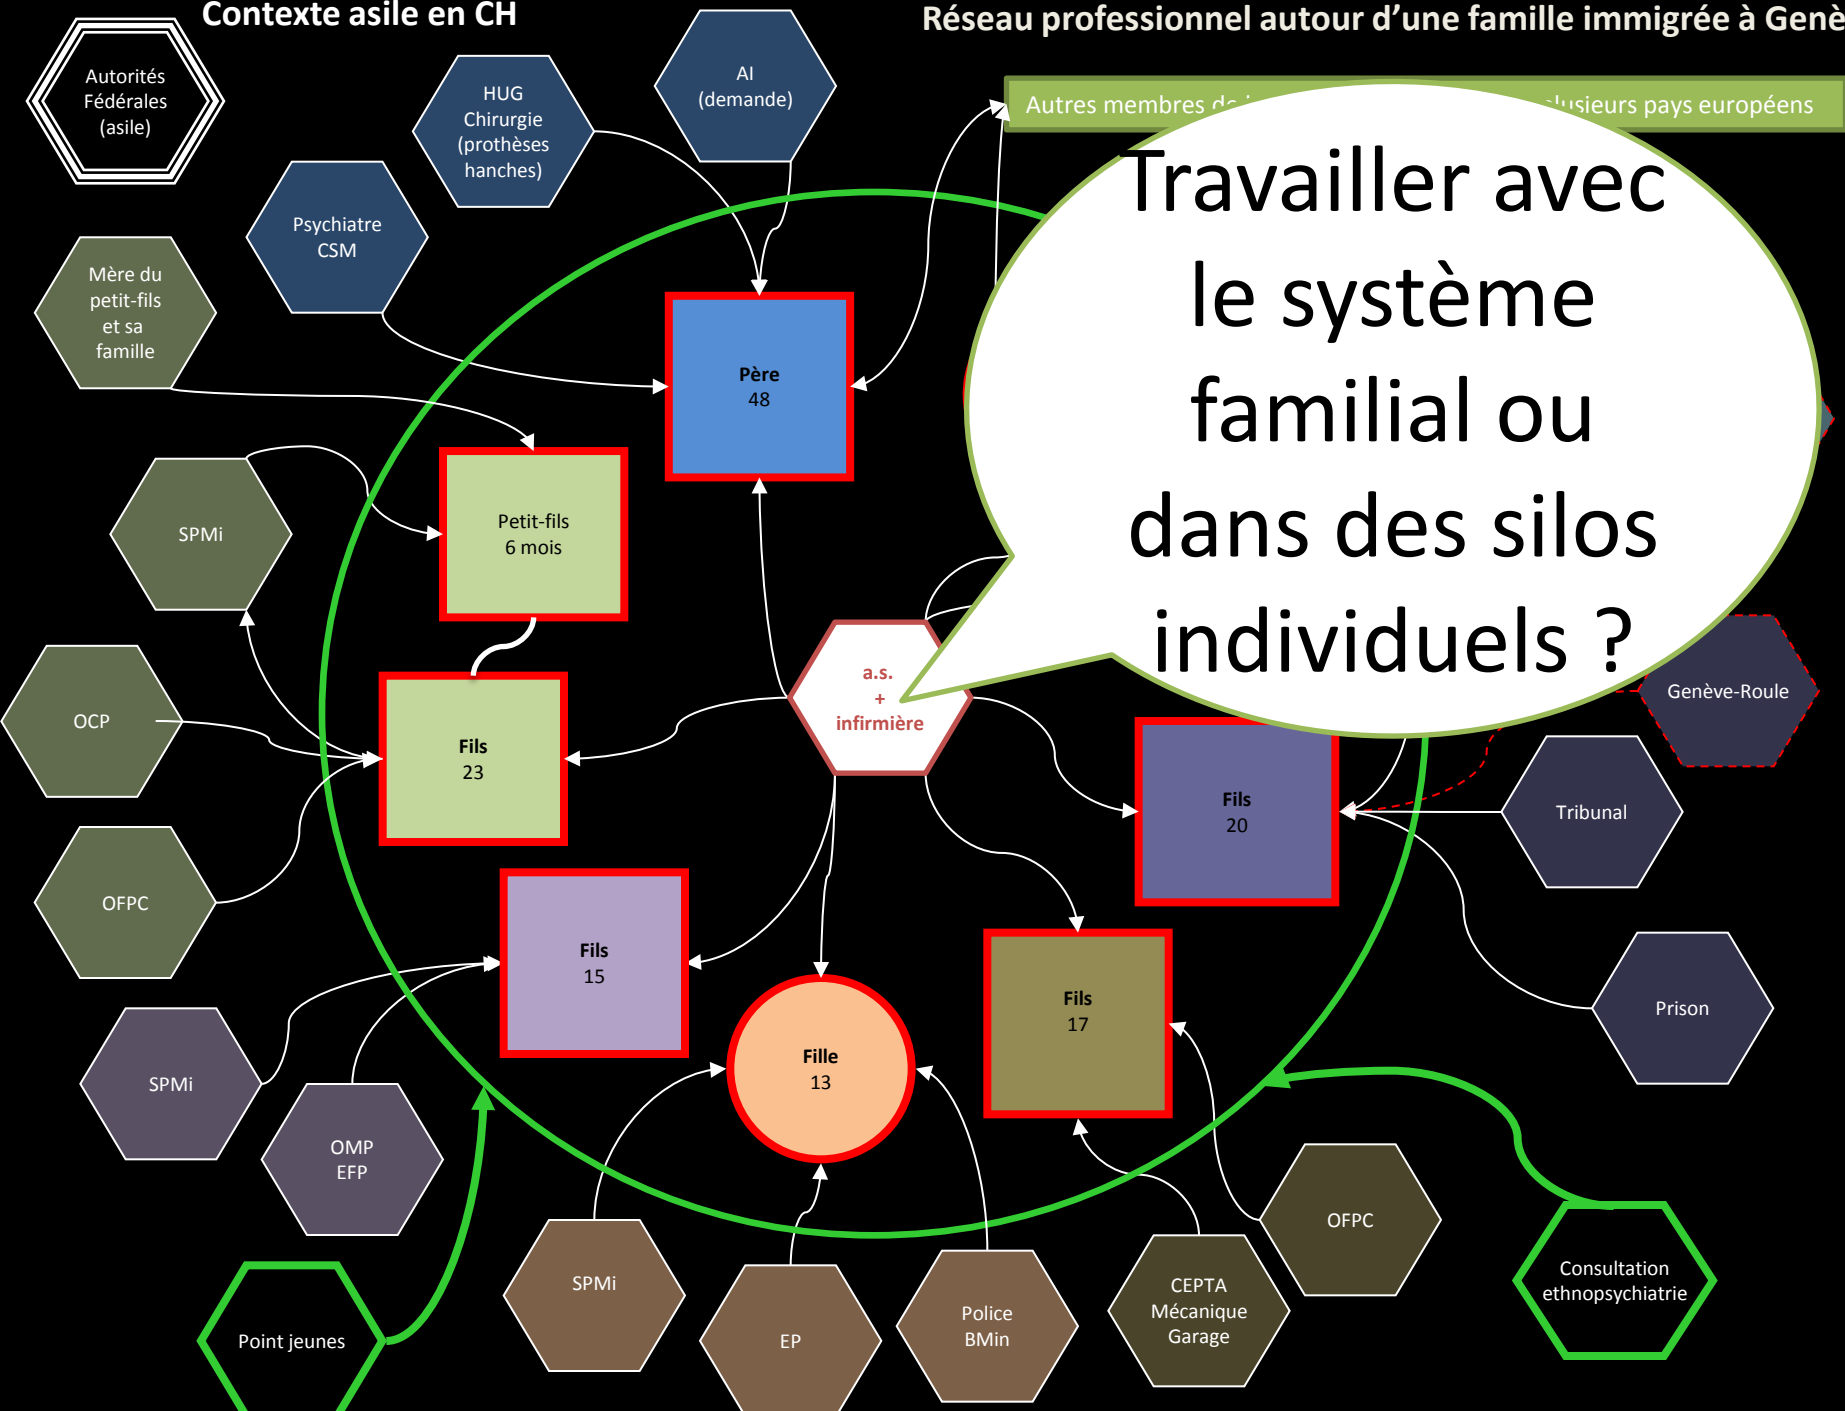 Contexte asile en CH
Réseau professionnel autour d’une famille immigrée à Genè
Autorités
Fédérales
(asile)
HUG
Chirurgie
(prothèses
hanches)
AI
(demande)
Autres membres de
plusieurs pays européens
Psychiatre
CSM
Mère du
petit-fils
et sa
famille
Travailler avec
le système
familial ou
dans des silos
individuels ?
Père
48
SPMi
Petit-fils
6 mois
OCP
Fils
23
a.s.
+
infirmière
Genève-Roule
Fils
20
Tribunal
OFPC
Fils
15
Fils
17
Prison
SPMi
Fille
13
OMP
EFP
OFPC
SPMi
EP
Police
BMin
CEPTA
Mécanique
Garage
Consultation
ethnopsychiatrie
Point jeunes